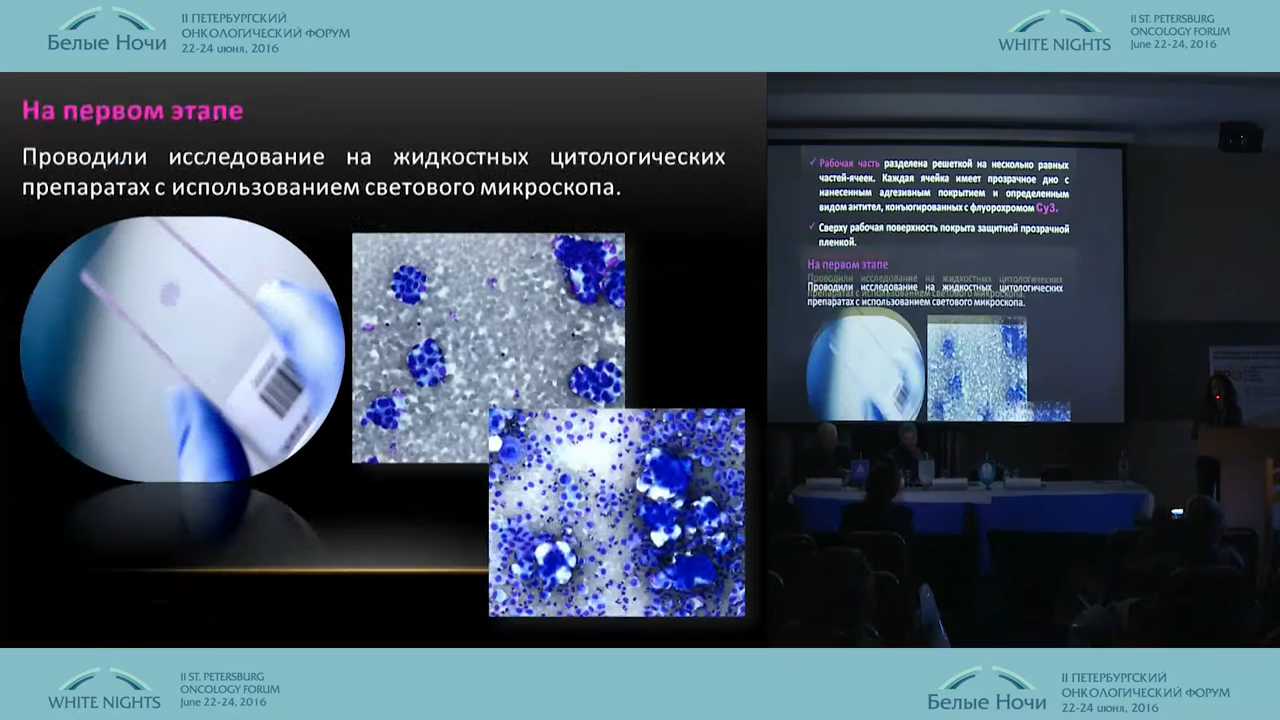 Белые Ночи
II ПЕТЕРБУРГСКИЙ
ОНКОЛОГИЧЕСКИЙ ФОРУМ
22-24 июня, 2016
WHITE NIGHTS
II ST. PETERSBURG
ONCOLOGY FORUM
June 22-24, 2016
На первом этапе
Проводили исследование на жидкостных цитологических
препаратах с использованием светового микроскопа.
✓ Рабочая часть разделена решеткой на несколько равных
частей-ячеек. Каждая ячейка имеет прозрачное дно с
нанесенным адгезивным покрытием и определенным
видом антител, конъюгированных с флуорохромом Cy3.
✓ Сверху рабочая поверхность покрыта защитной прозрачной
пленкой.
На первом этапе
Проводили исследование на жидкостных цитологических
препаратах с использованием светового микроскопа.
WHITE NIGHTS
II ST. PETERSBURG
ONCOLOGY FORUM
June 22-24, 2016
Белые Ночи
II ПЕТЕРБУРГСКИЙ
ОНКОЛОГИЧЕСКИЙ ФОРУМ
22-24 июня, 2016